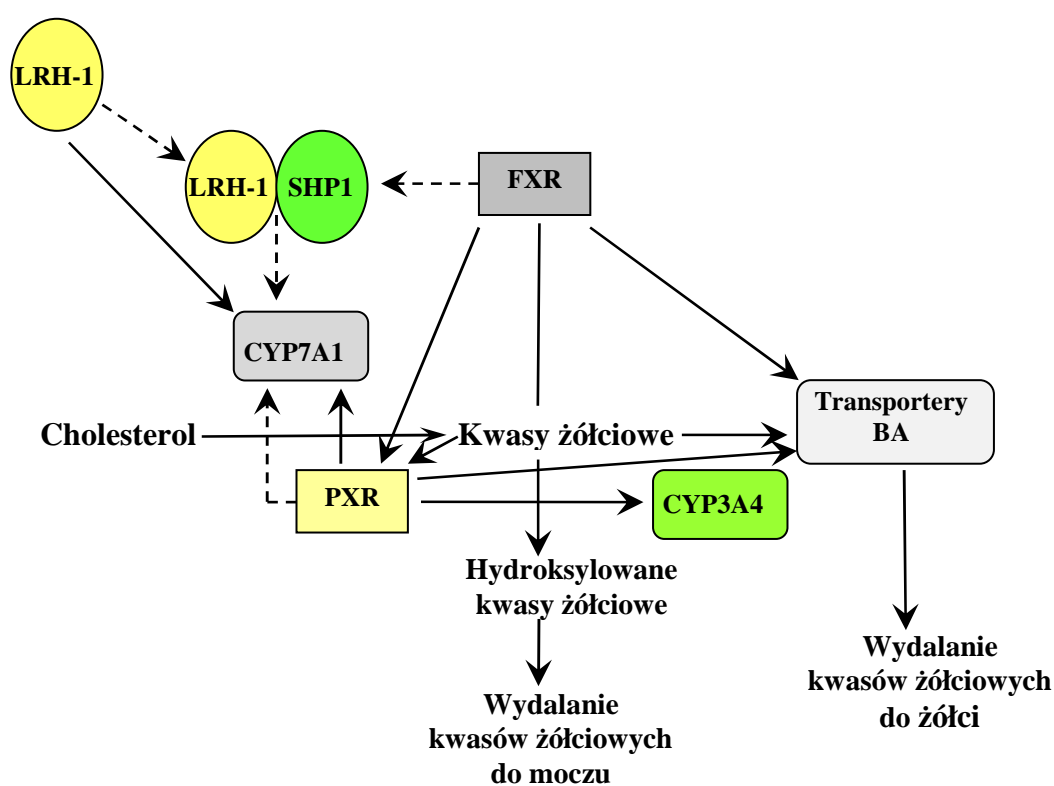 LRH-1
LRH-1
SHP1
FXR
CYP7A1
Transportery
BA
Cholesterol
Kwasy żółciowe
PXR
CYP3A4
Hydroksylowane
kwasy żółciowe
Wydalanie
kwasów żółciowych
do żółci
Wydalanie
kwasów żółciowych
do moczu